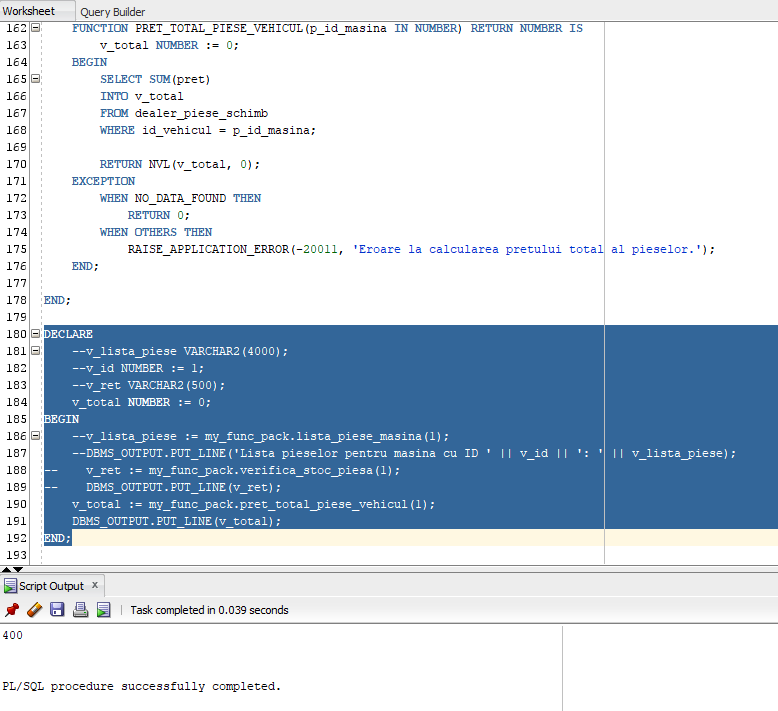 Worksheet Query Builder
162 FUNCTION PRET_TOTAL_PIESE_VEHICUL(p_id_masina IN NUMBER) RETURN NUMBER IS
163 v_total NUMBER := 0;
164 BEGIN
165 SELECT SUM(pret)
166 INTO v_total
167 FROM dealer_piese_schimb
168 WHERE id_vehicul = p_id_masina;
169
170 RETURN NVL(v_total, 0);
171 EXCEPTION
172 WHEN NO_DATA_FOUND THEN
173 RETURN 0;
174 WHEN OTHERS THEN
175 RAISE_APPLICATION_ERROR(-20011, 'Eroare la calcularea pretului total al pieselor.');
176 END;
177
178 END;
179
180 DECLARE
181 --v_lista_piese VARCHAR2(4000);
182 --v_id NUMBER := 1;
183 --v_ret VARCHAR2(500);
184 v_total NUMBER := 0;
185 BEGIN
186 --v_lista_piese := my_func_pack.lista_piese_masina(1);
187 --DBMS_OUTPUT.PUT_LINE('Lista pieselor pentru masina cu ID ' || v_id || ': ' || v_lista_piese);
188 -- v_ret := my_func_pack.verifica_stoc_piesa(1);
189 -- DBMS_OUTPUT.PUT_LINE(v_ret);
190 v_total := my_func_pack.pret_total_piese_vehicul(1);
191 DBMS_OUTPUT.PUT_LINE(v_total);
192 END;
193
Script Output x
Task completed in 0.039 seconds
400
PL/SQL procedure successfully completed.